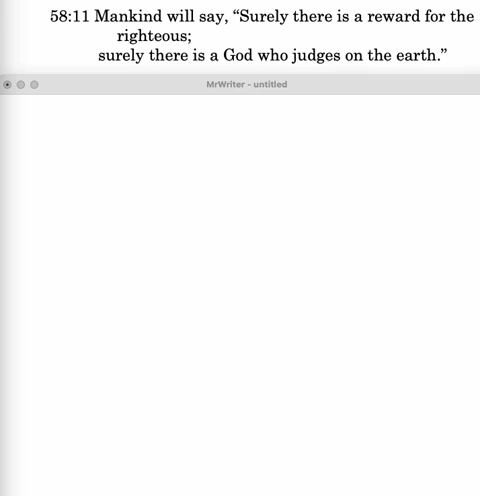 58:11 Mankind will say, “Surely there is a reward for the
righteous;
surely there is a God who judges on the earth.”
MrWriter - untitled